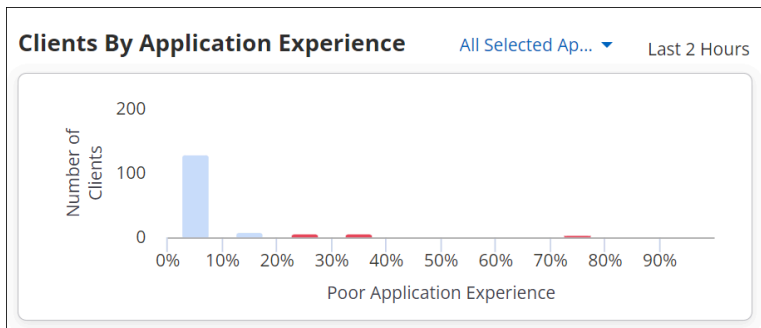 Clients By Application Experience
All Selected Ap...
Last 2 Hours
200
Number of
Clients
100
0
0% 10% 20% 30% 40% 50% 60% 70% 80% 90%
Poor Application Experience